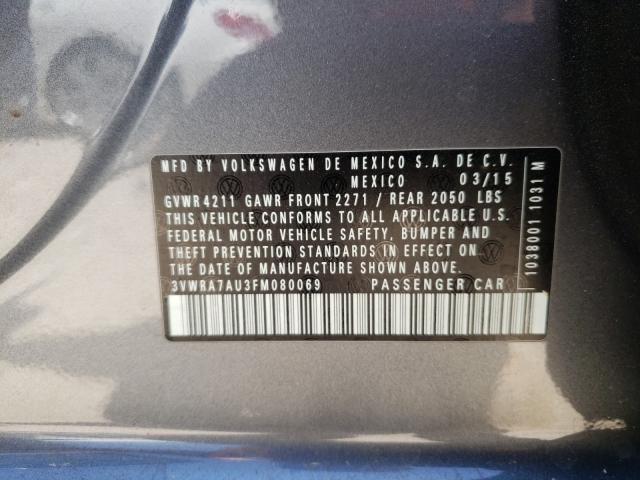 MFD BY VOLKSWAGEN DE MEXICO S.A. DE C.V.
MEXICO 03/15
GVWR 4211 GAWR FRONT 2271 / REAR 2050 LBS
THIS VEHICLE CONFORMS TO ALL APPLICABLE U.S.
FEDERAL MOTOR VEHICLE SAFETY, BUMPER AND
THEFT PREVENTION STANDARDS IN EFFECT ON
THE DATE OF MANUFACTURE SHOWN ABOVE.
3VWRA7AU3FM080069 PASSENGER CAR
1038001 1031 M